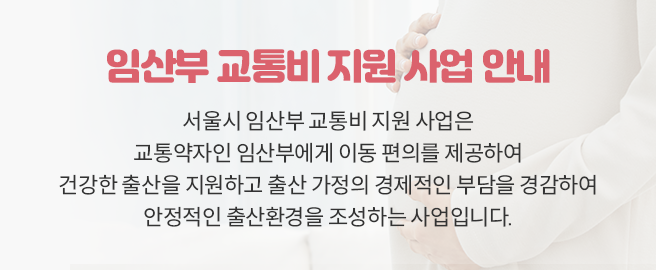 임산부 교통비 지원 사업 안내
서울시 임산부 교통비 지원 사업은
교통약자인 임산부에게 이동 편의를 제공하여
건강한 출산을 지원하고 출산 가정의 경제적인 부담을 경감하여
안정적인 출산환경을 조성하는 사업입니다.